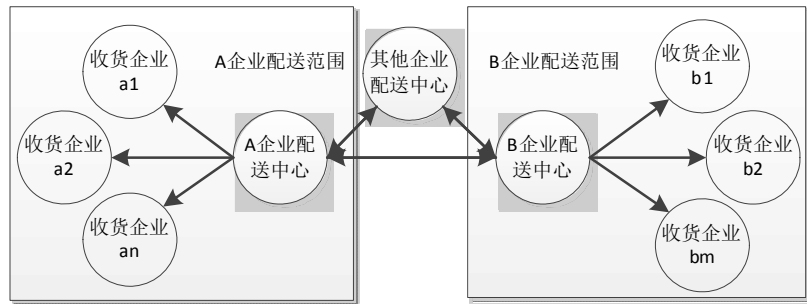 收货企业
a1
A企业配送范围
其他企业
配送中心
B企业配送范围
收货企业
b1
收货企业
a2
A企业配
送中心
B企业配
送中心
收货企业
b2
收货企业
an
收货企业
bm